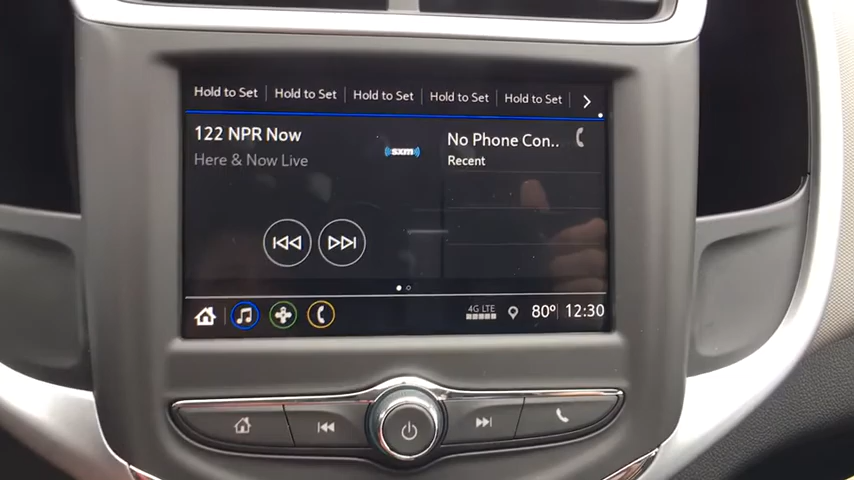 Hold to Set Hold to Set Hold to Set Hold to Set Hold to Set
122 NPR Now
Here & Now Live
sxm
No Phone Con..
Recent
4G LTE 80° 12:30